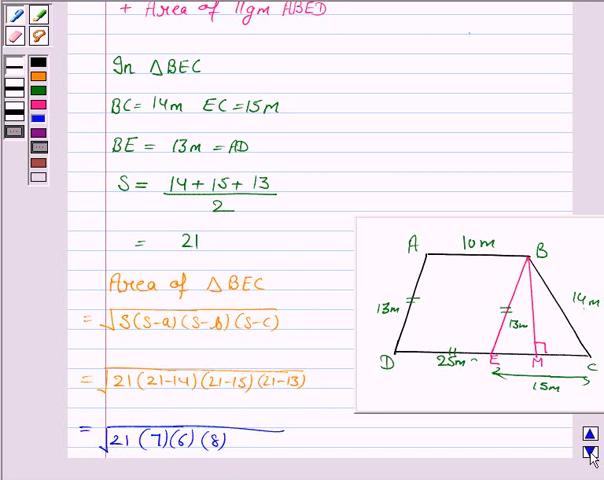 + Area of llgm ABED
In ΔBEC
BC = 14m EC = 15m
BE = 13m = AD
S = 14 + 15 + 13
2
= 21
Area of ΔBEC
= √S(S-a)(S-b)(S-c)
= √21(21-14)(21-15)(21-13)
= √21(7)(6)(8)
A 10m B
13m 13m 14m
D 25m E M C
15m